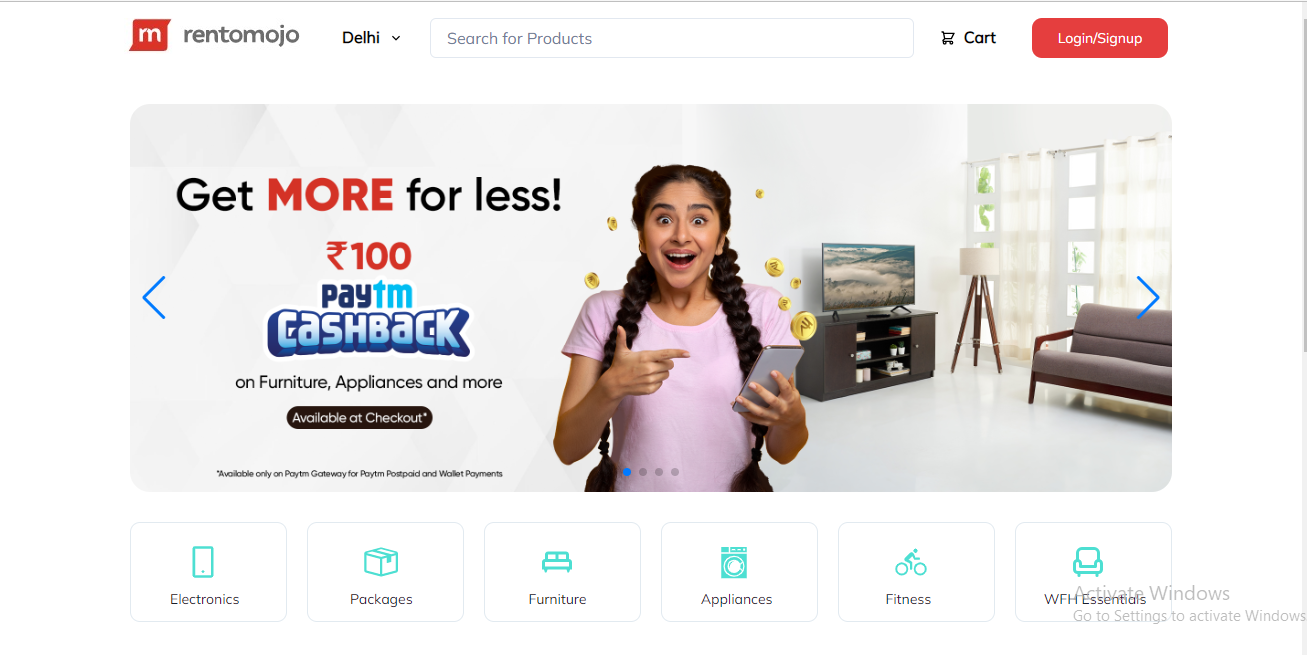 m rentomojo
Delhi
Search for Products
Cart
Login/Signup
Get MORE for less!
₹100
paytm
CASHBACK
on Furniture, Appliances and more
Available at Checkout*
*Available only on Paytm Gateway for Paytm Postpaid and Wallet Payments
Electronics
Packages
Furniture
Appliances
Fitness
WFH Essentials
Activate Windows
Go to Settings to activate Windows